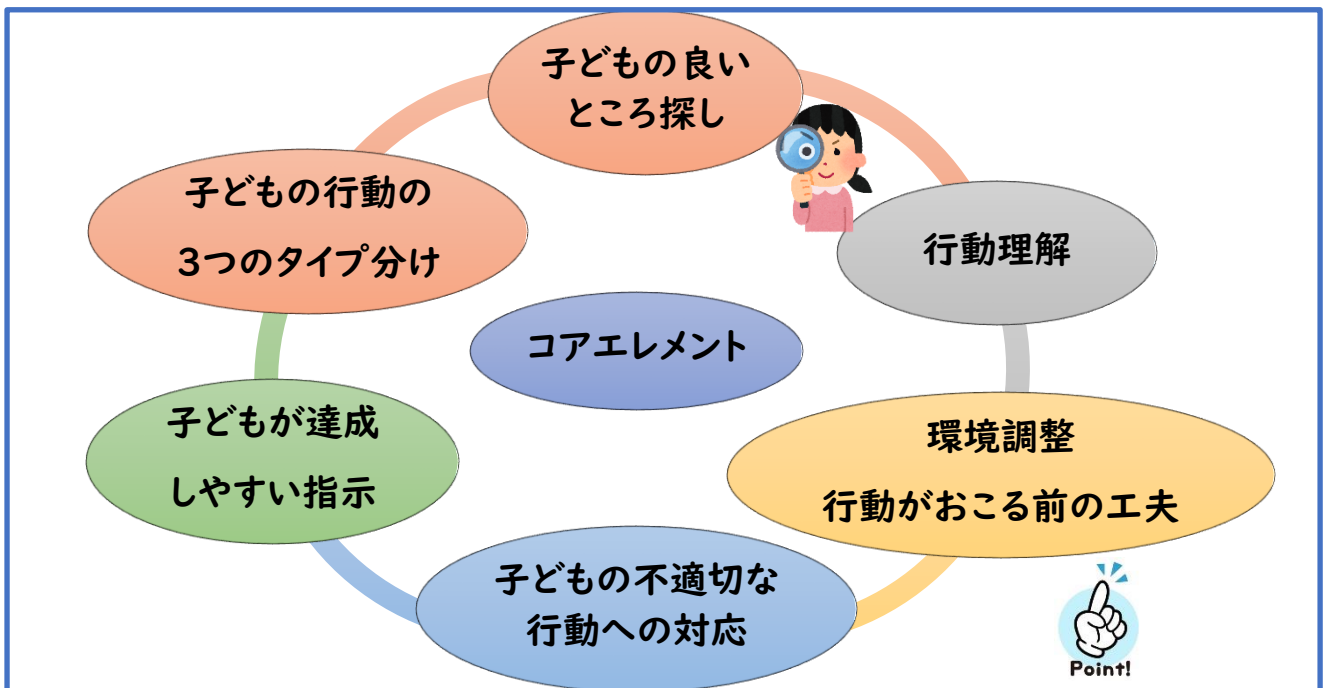 子どもの良い
ところ探し
子どもの行動の
３つのタイプ分け
行動理解
コアエレメント
子どもが達成
しやすい指示
環境調整
行動がおこる前の工夫
子どもの不適切な
行動への対応
Point!